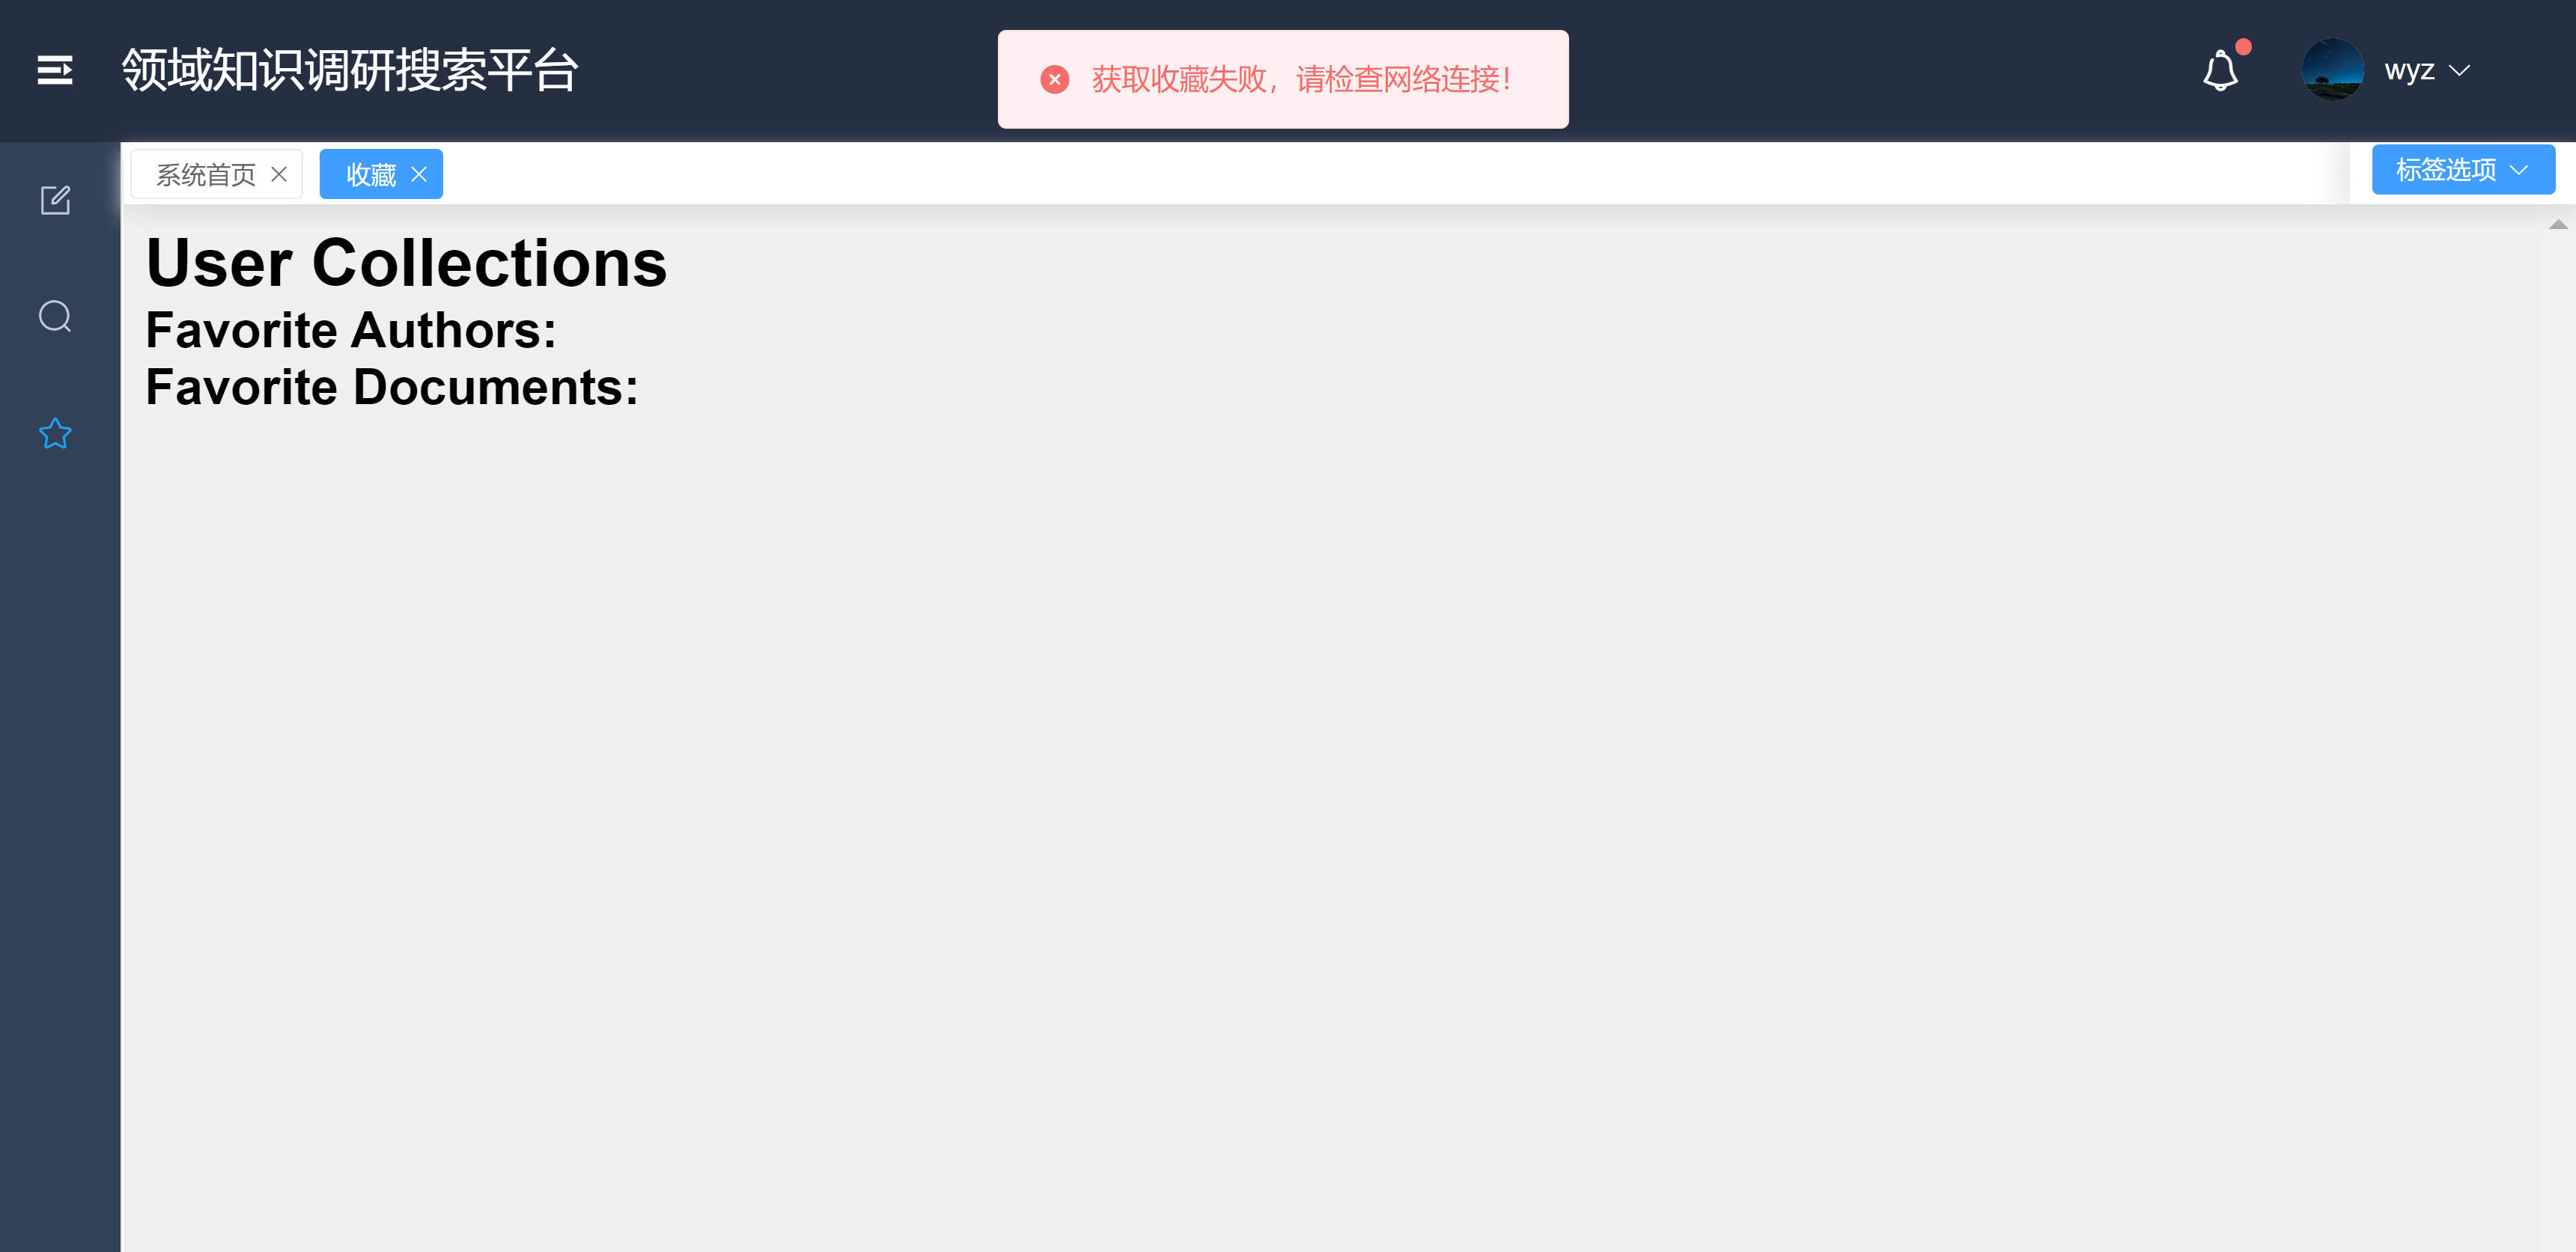 领域知识调研搜索平台
获取收藏失败，请检查网络连接！
wyz
系统首页
收藏
标签选项
User Collections
Favorite Authors:
Favorite Documents: